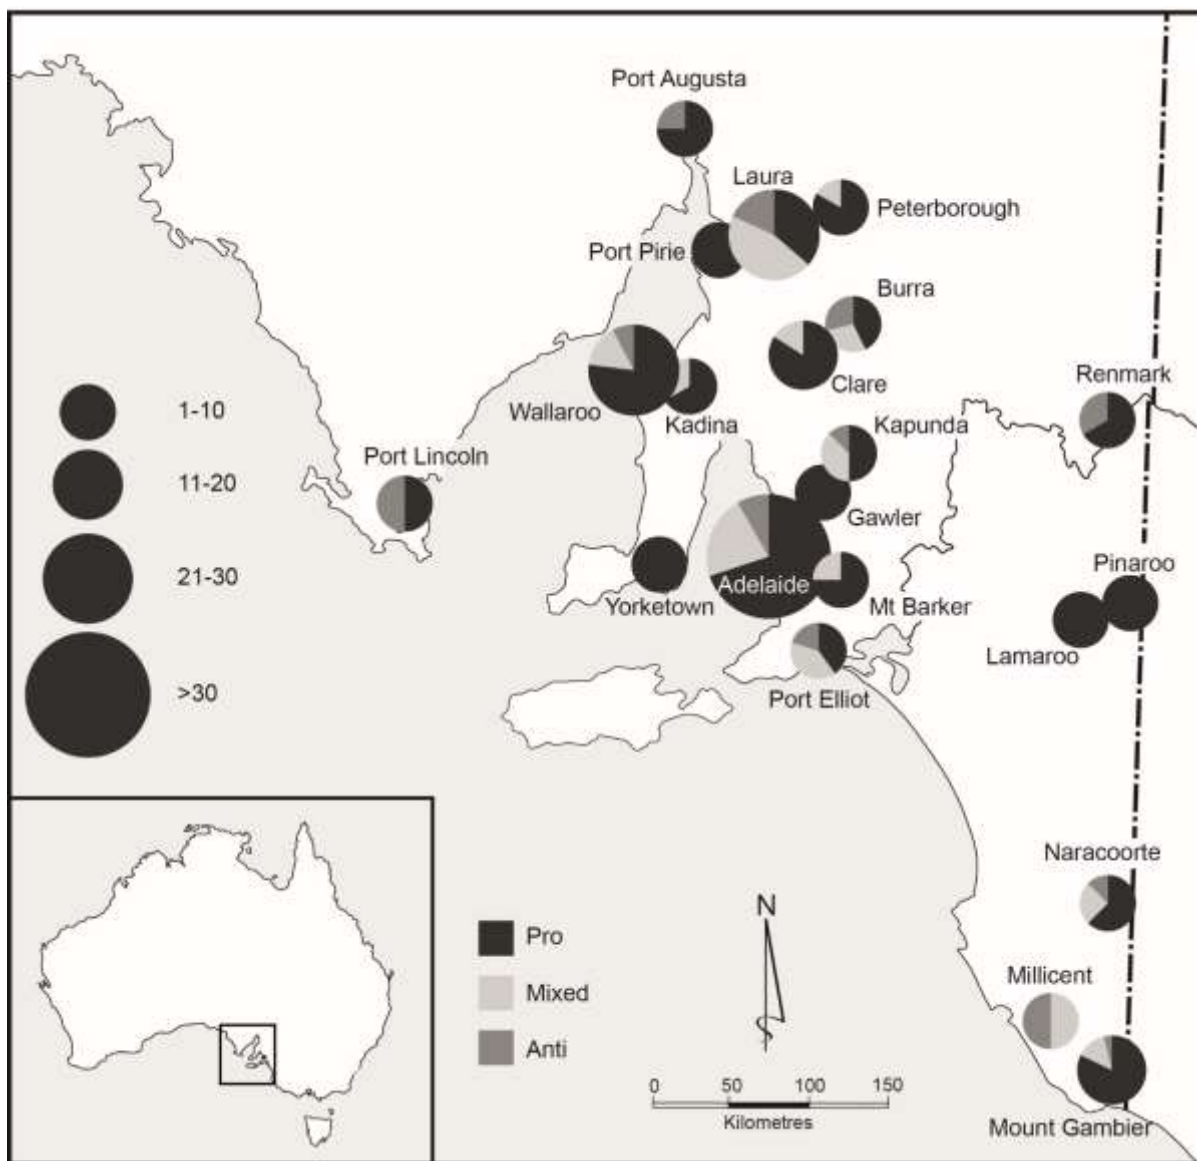 Port Augusta
Laura
Peterborough
Port Pirie
Burra
Clare
Renmark
Wallaroo
Kadina
Kapunda
1-10
11-20
21-30
>30
Port Lincoln
Gawler
Pinaroo
Adelaide
Yorketown
Mt Barker
Lamaroo
Port Elliot
Naracoorte
Millicent
Mount Gambier
Pro
Mixed
Anti
N
0 50 100 150
Kilometres